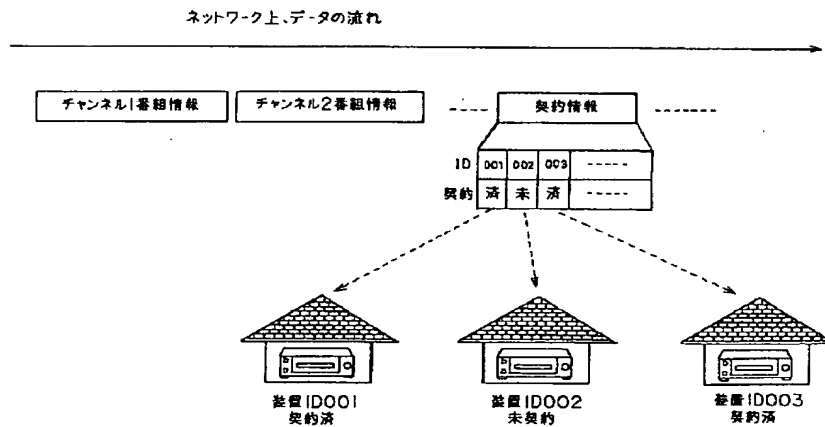 ネットワーク上、データの流れ
チャンネル1番組情報 チャンネル2番組情報 契約情報
ID 001 002 003
契約 済 未 済
装置ID001 装置ID002 装置ID003
契約済 未契約 契約済